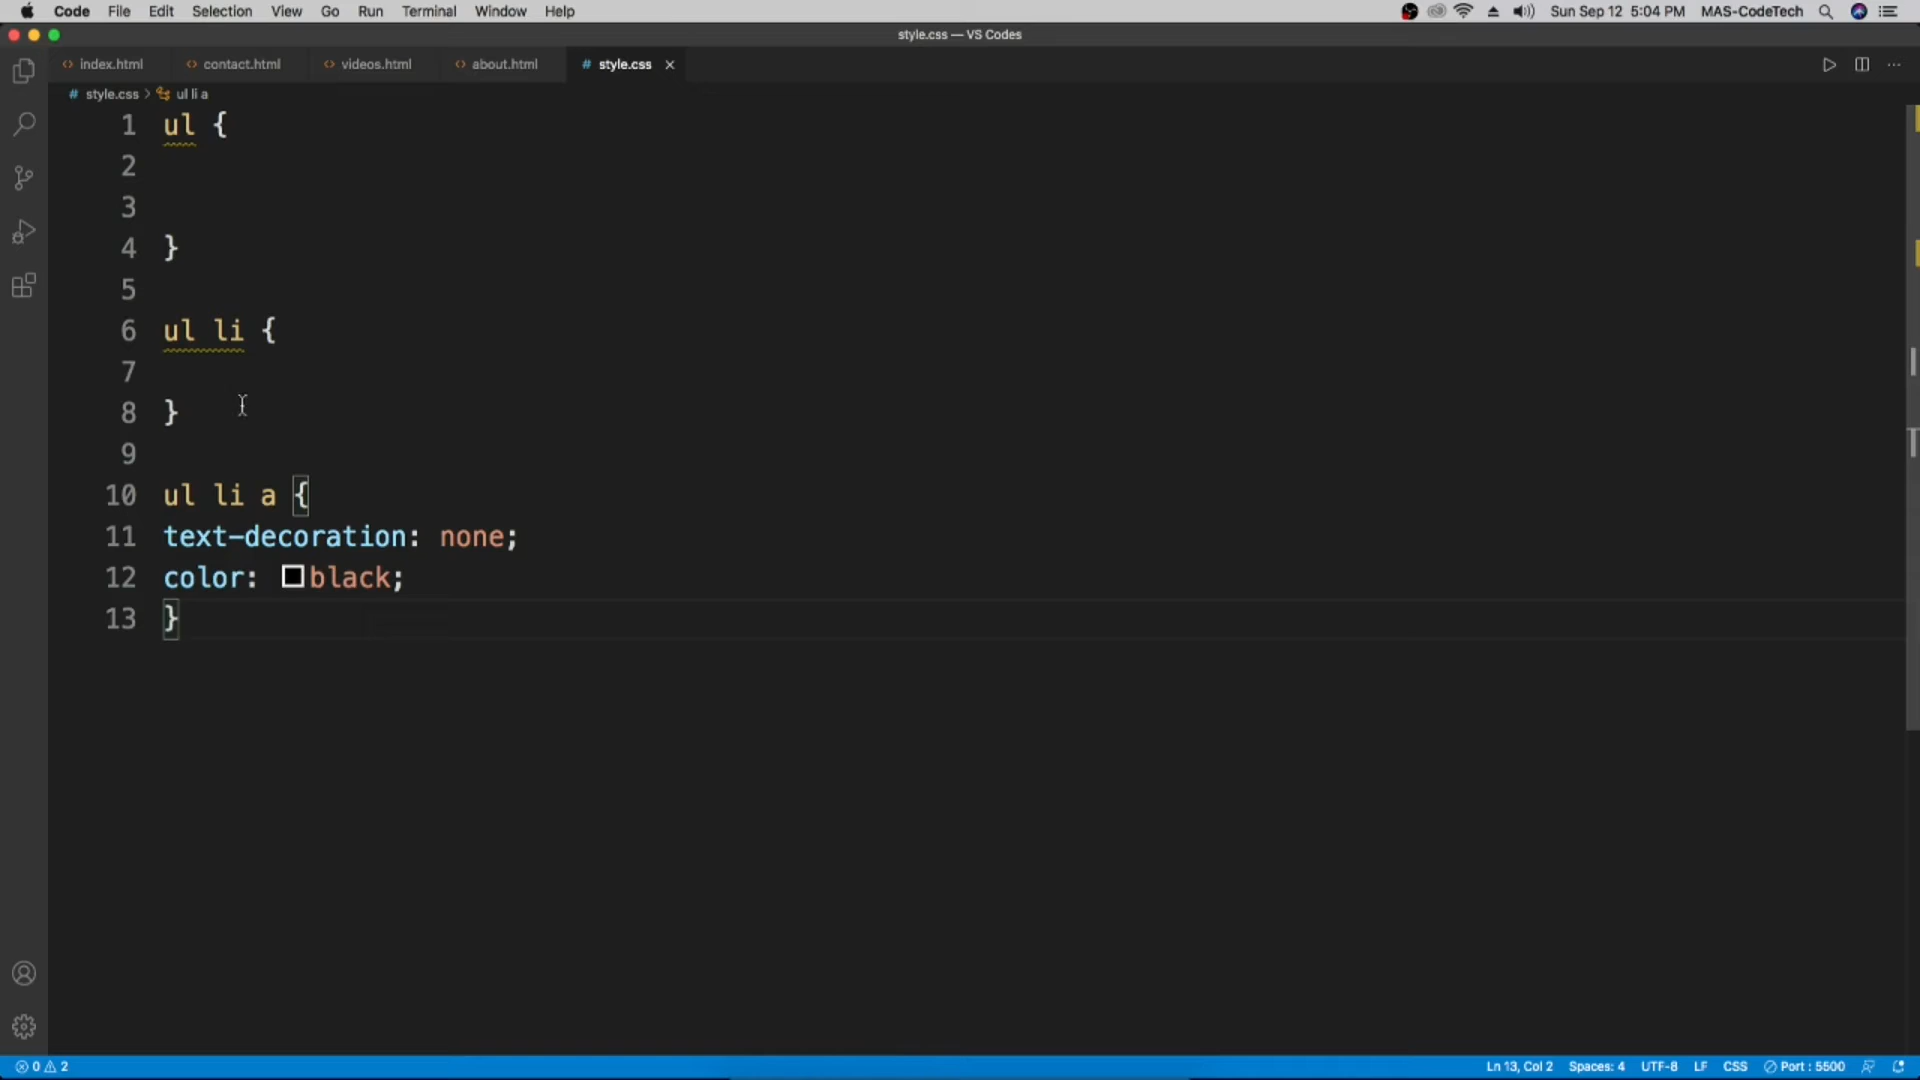 Code File Edit Selection View Go Run Terminal Window Help Sun Sep 12 5:04 PM MAS-CodeTech
style.css — VS Codes
index.html contact.html videos.html about.html # style.css
# style.css > ul li a
1 ul {
2
3
4 }
5
6 ul li {
7
8 }
9
10 ul li a {
11 text-decoration: none;
12 color: black;
13 }
0 2 Ln 13, Col 2 Spaces: 4 UTF-8 LF CSS Port : 5500